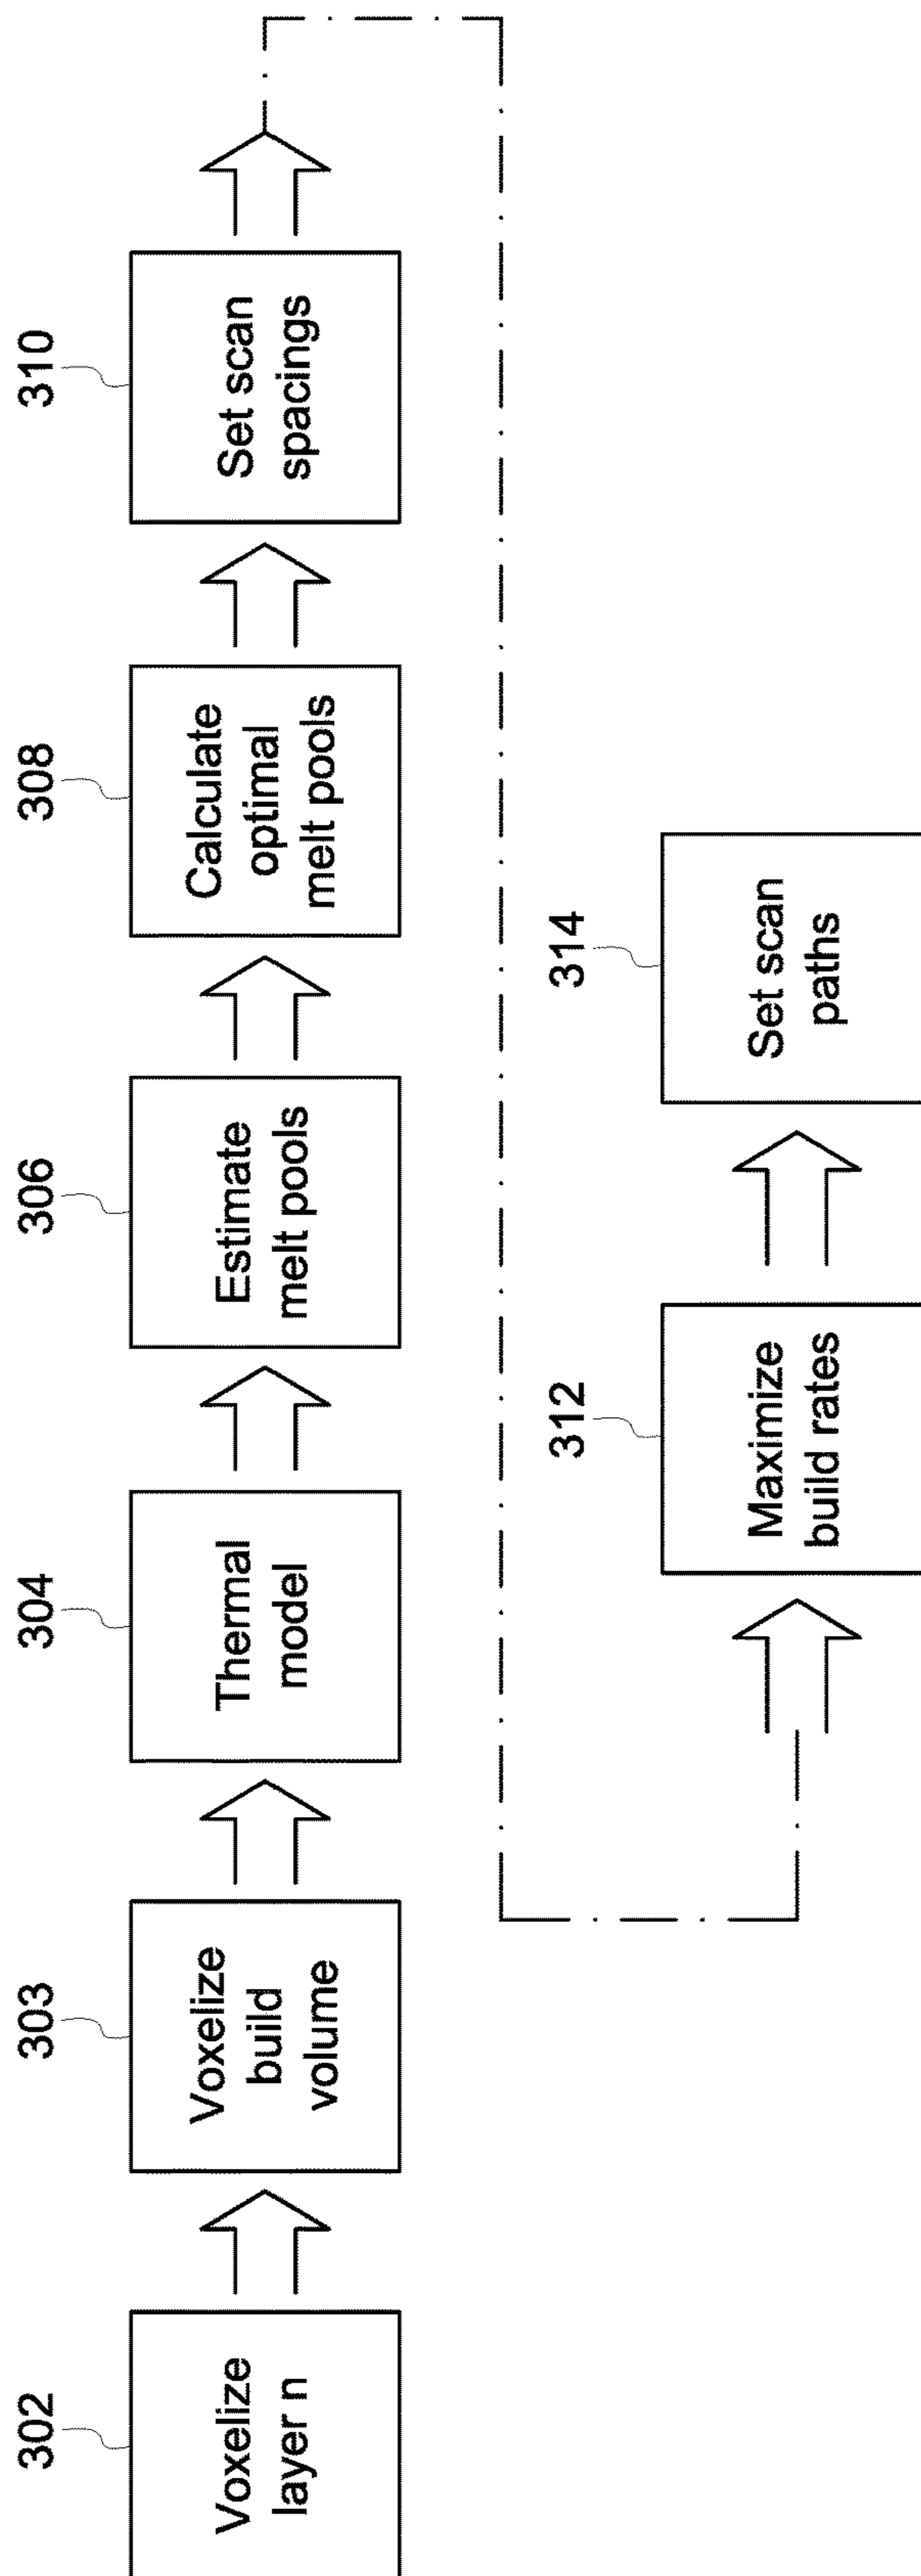 302
Voxelize
layer n
303
Voxelize
build
volume
304
Thermal
model
306
Estimate
melt pools
308
Calculate
optimal
melt pools
310
Set scan
spacings
312
Maximize
build rates
314
Set scan
paths